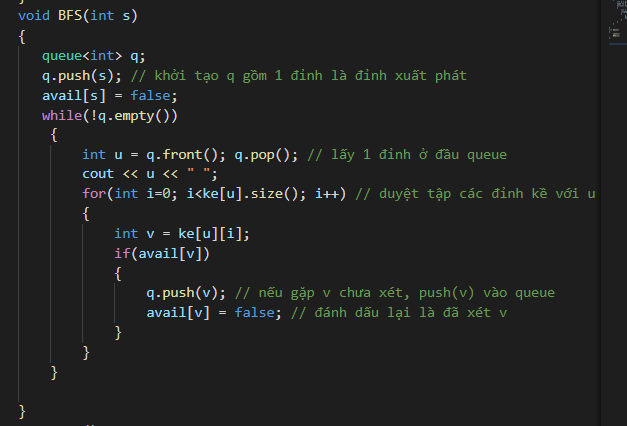 void BFS(int s)
{
queue<int> q;
q.push(s); // khởi tạo q gồm 1 đỉnh là đỉnh xuất phát
avail[s] = false;
while(!q.empty())
{
int u = q.front(); q.pop(); // lấy 1 đỉnh ở đầu queue
cout << u << " ";
for(int i=0; i<ke[u].size(); i++) // duyệt tập các đỉnh kề với u
{
int v = ke[u][i];
if(avail[v])
{
q.push(v); // nếu gặp v chưa xét, push(v) vào queue
avail[v] = false; // đánh dấu lại là đã xét v
}
}
}
}